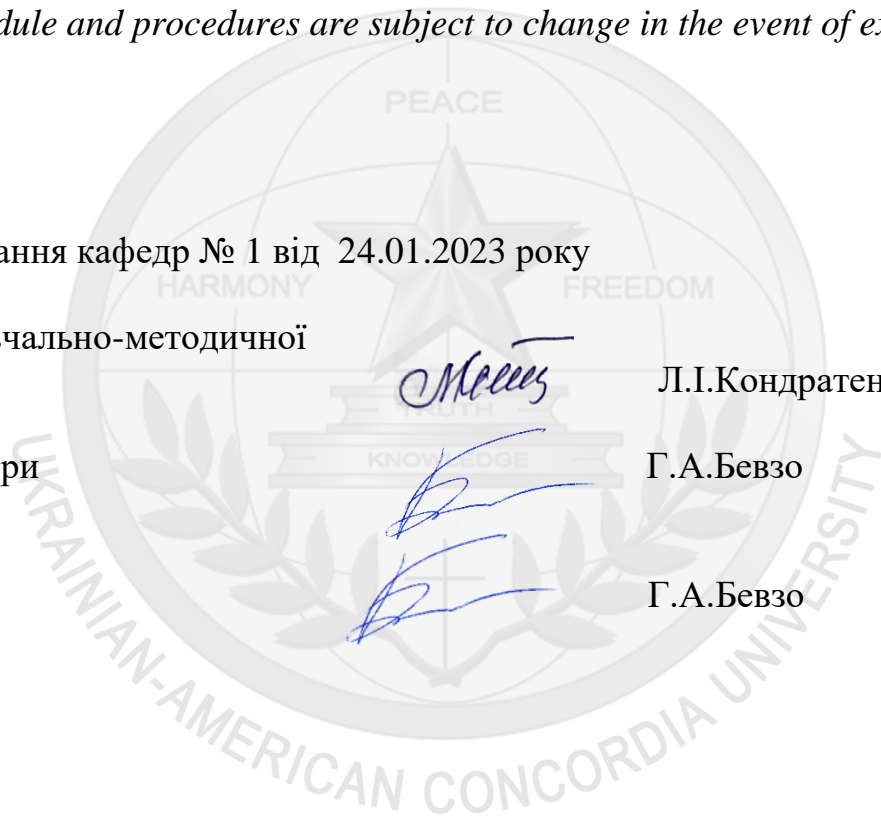 dule and procedures are subject to change in the event of ex
PEACE
ання кафедр № 1 від 24.01.2023 року
HARMONY FREEDOM
чально-методичної
Л.І.Кондратен
TRUTH
KNOWLEDGE
ри Г.А.Бевзо
Г.А.Бевзо
UKRAINIAN-AMERICAN CONCORDIA UNIVERSITY